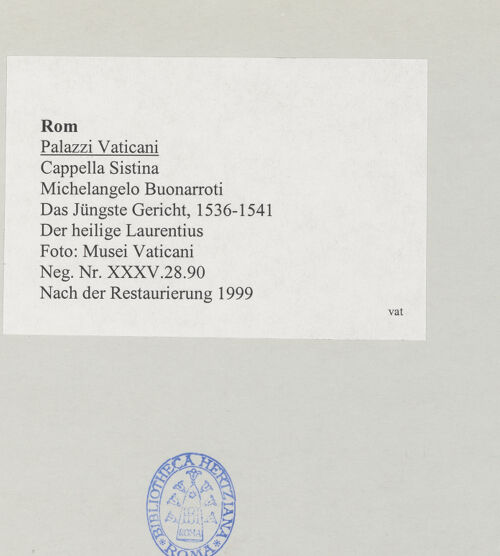 Rom
Palazzi Vaticani
Cappella Sistina
Michelangelo Buonarroti
Das Jüngste Gericht, 1536-1541
Der heilige Laurentius
Foto: Musei Vaticani
Neg. Nr. XXXV.28.90
Nach der Restaurierung 1999
vat
BIBLIOTHECA HERTZIANA
ROMA
*ROMA*